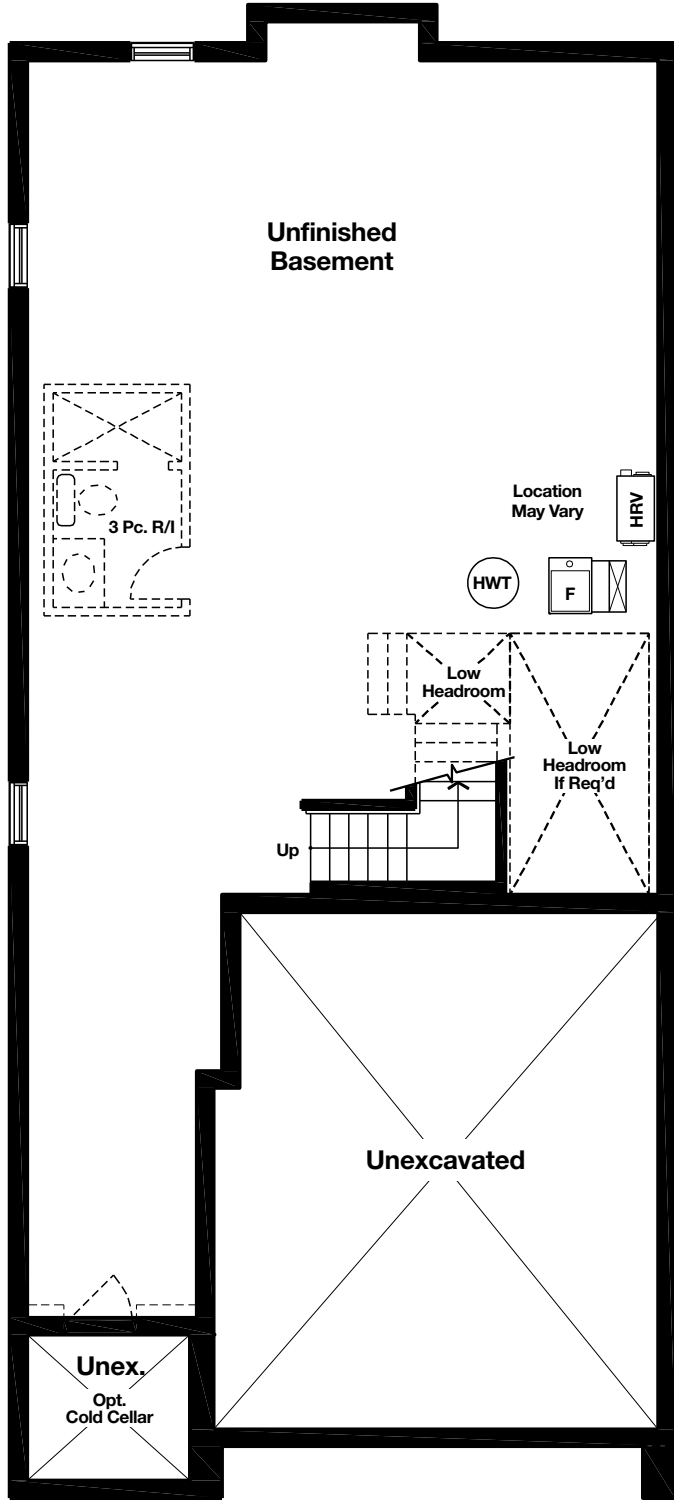 Unfinished
Basement
Location
May Vary
HRV
3 Pc. R/I
HWT
F
Low
Headroom
Low
Headroom
If Req'd
Up
Unexcavated
Unex.
Opt.
Cold Cellar